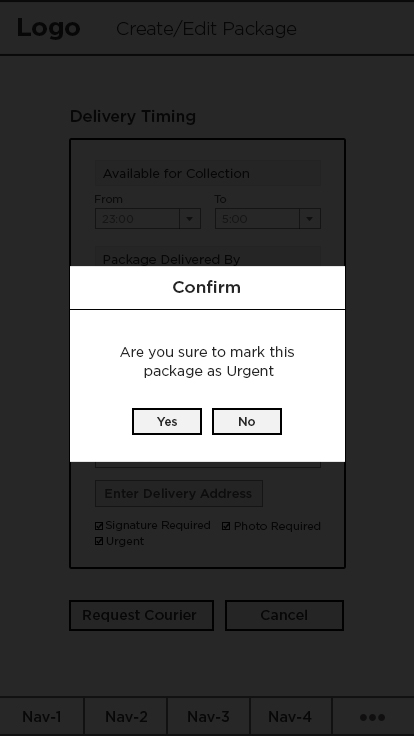 Logo
Create/Edit Package
Delivery Timing
Available for Collection
From To
23:00 5:00
Package Delivered By
Confirm
Are you sure to mark this
package as Urgent
Yes No
Enter Delivery Address
Signature Required Photo Required
Urgent
Request Courier Cancel
Nav-1 Nav-2 Nav-3 Nav-4